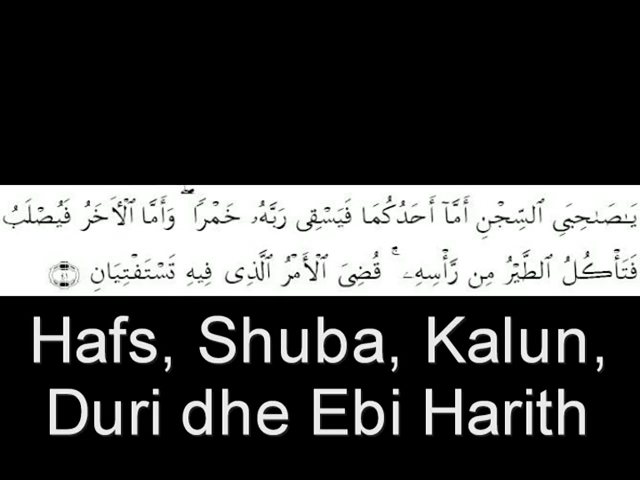 يَـٰصَـٰحِبَىِ ٱلسِّجْنِ أَمَّآ أَحَدُكُمَا فَيَسْقِى رَبَّهُۥ خَمْرًا ۖ وَأَمَّا ٱلْأَخَرُ فَيُصْلَبُ
فَتَأْكُلُ ٱلطَّيْرُ مِن رَّأْسِهِۦ ۚ قُضِىَ ٱلْأَمْرُ ٱلَّذِى فِيهِ تَسْتَفْتِيَانِ ٤١
Hafs, Shuba, Kalun,
Duri dhe Ebi Harith